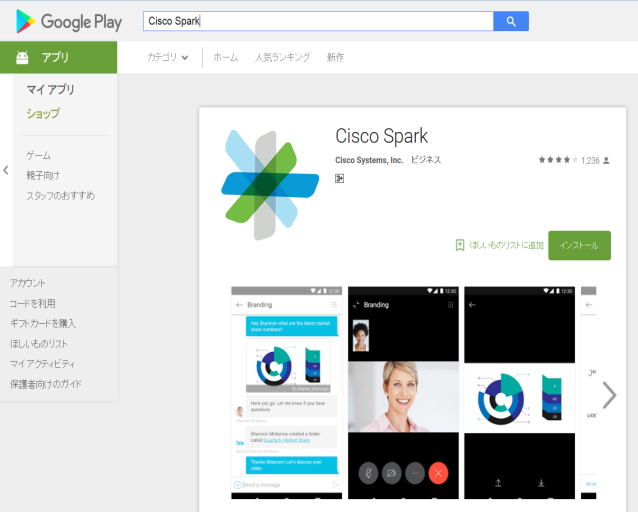 Google Play
Cisco Spark
アプリ
カテゴリ
ホーム
人気ランキング
新作
マイ アプリ
ショップ
ゲーム
親子向け
スタッフのおすすめ
アカウント
コードを利用
ギフトカードを購入
ほしいものリスト
マイ アクティビティ
保護者向けのガイド
Cisco Spark
Cisco Systems, Inc. ビジネス
1,236
3+
ほしいものリストに追加
インストール
12:00
Branding
Hey Shannon what are the latest market share numbers?
Here you go. Let me know if you have questions
Shannon McKenna created a folder called Quarterly Market Share
Thanks Shannon! Let's discuss over video
Send a message
12:00
Branding
12:00